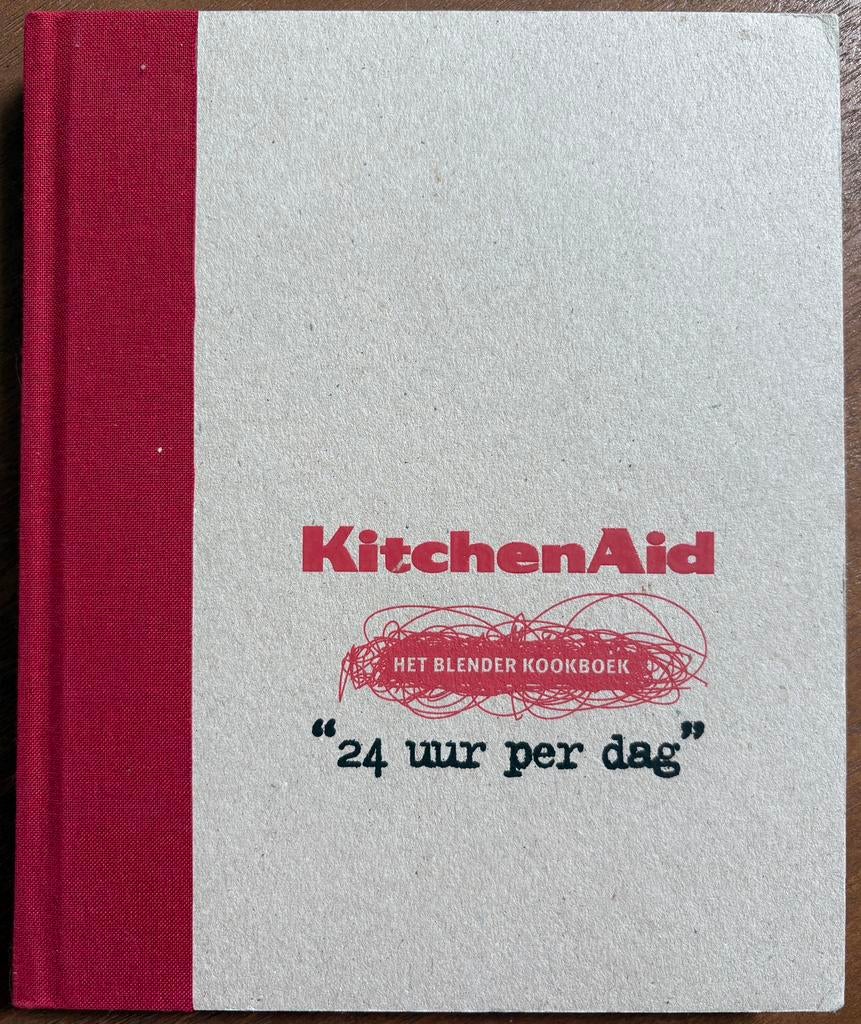 KitchenAid
HET BLENDER KOOKBOEK
“24 uur per dag”